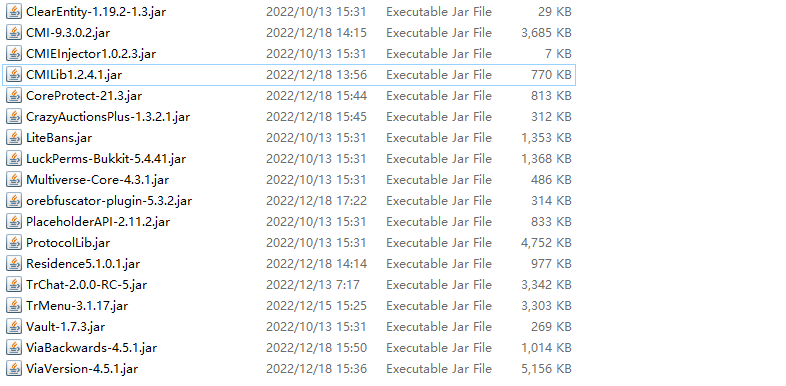 ClearEntity-1.19.2-1.3.jar 2022/10/13 15:31 Executable Jar File 29 KB
CMI-9.3.0.2.jar 2022/12/18 14:15 Executable Jar File 3,685 KB
CMIEInjector1.0.2.3.jar 2022/10/13 15:31 Executable Jar File 7 KB
CMILib1.2.4.1.jar 2022/12/18 13:56 Executable Jar File 770 KB
CoreProtect-21.3.jar 2022/12/18 15:44 Executable Jar File 813 KB
CrazyAuctionsPlus-1.3.2.1.jar 2022/12/18 15:45 Executable Jar File 312 KB
LiteBans.jar 2022/10/13 15:31 Executable Jar File 1,353 KB
LuckPerms-Bukkit-5.4.41.jar 2022/10/13 15:31 Executable Jar File 1,368 KB
Multiverse-Core-4.3.1.jar 2022/10/13 15:31 Executable Jar File 486 KB
orebfuscator-plugin-5.3.2.jar 2022/12/18 17:22 Executable Jar File 314 KB
PlaceholderAPI-2.11.2.jar 2022/10/13 15:31 Executable Jar File 833 KB
ProtocolLib.jar 2022/10/13 15:31 Executable Jar File 4,752 KB
Residence5.1.0.1.jar 2022/12/18 14:14 Executable Jar File 977 KB
TrChat-2.0.0-RC-5.jar 2022/12/13 7:17 Executable Jar File 3,342 KB
TrMenu-3.1.17.jar 2022/12/15 15:25 Executable Jar File 3,303 KB
Vault-1.7.3.jar 2022/10/13 15:31 Executable Jar File 269 KB
ViaBackwards-4.5.1.jar 2022/12/18 15:50 Executable Jar File 1,014 KB
ViaVersion-4.5.1.jar 2022/12/18 15:36 Executable Jar File 5,156 KB